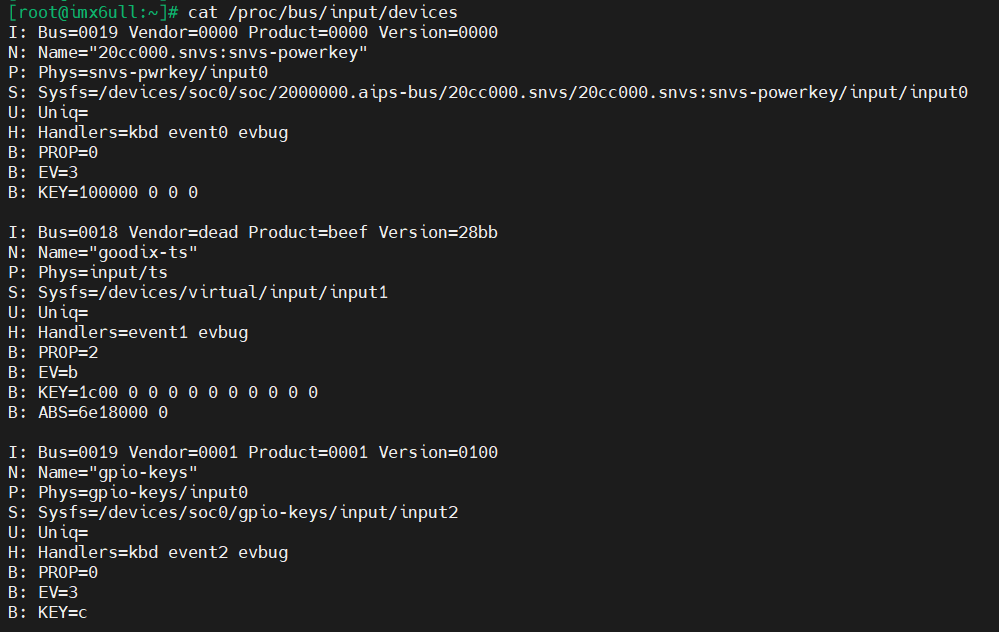 [root@imx6ull:~]# cat /proc/bus/input/devices
I: Bus=0019 Vendor=0000 Product=0000 Version=0000
N: Name="20cc000.snvs:snvs-powerkey"
P: Phys=snvs-pwrkey/input0
S: Sysfs=/devices/soc0/soc/2000000.aips-bus/20cc000.snvs/20cc000.snvs:snvs-powerkey/input/input0
U: Uniq=
H: Handlers=kbd event0 evbug
B: PROP=0
B: EV=3
B: KEY=100000 0 0 0

I: Bus=0018 Vendor=dead Product=beef Version=28bb
N: Name="goodix-ts"
P: Phys=input/ts
S: Sysfs=/devices/virtual/input/input1
U: Uniq=
H: Handlers=event1 evbug
B: PROP=2
B: EV=b
B: KEY=1c00 0 0 0 0 0 0 0 0 0 0
B: ABS=6e18000 0

I: Bus=0019 Vendor=0001 Product=0001 Version=0100
N: Name="gpio-keys"
P: Phys=gpio-keys/input0
S: Sysfs=/devices/soc0/gpio-keys/input/input2
U: Uniq=
H: Handlers=kbd event2 evbug
B: PROP=0
B: EV=3
B: KEY=c